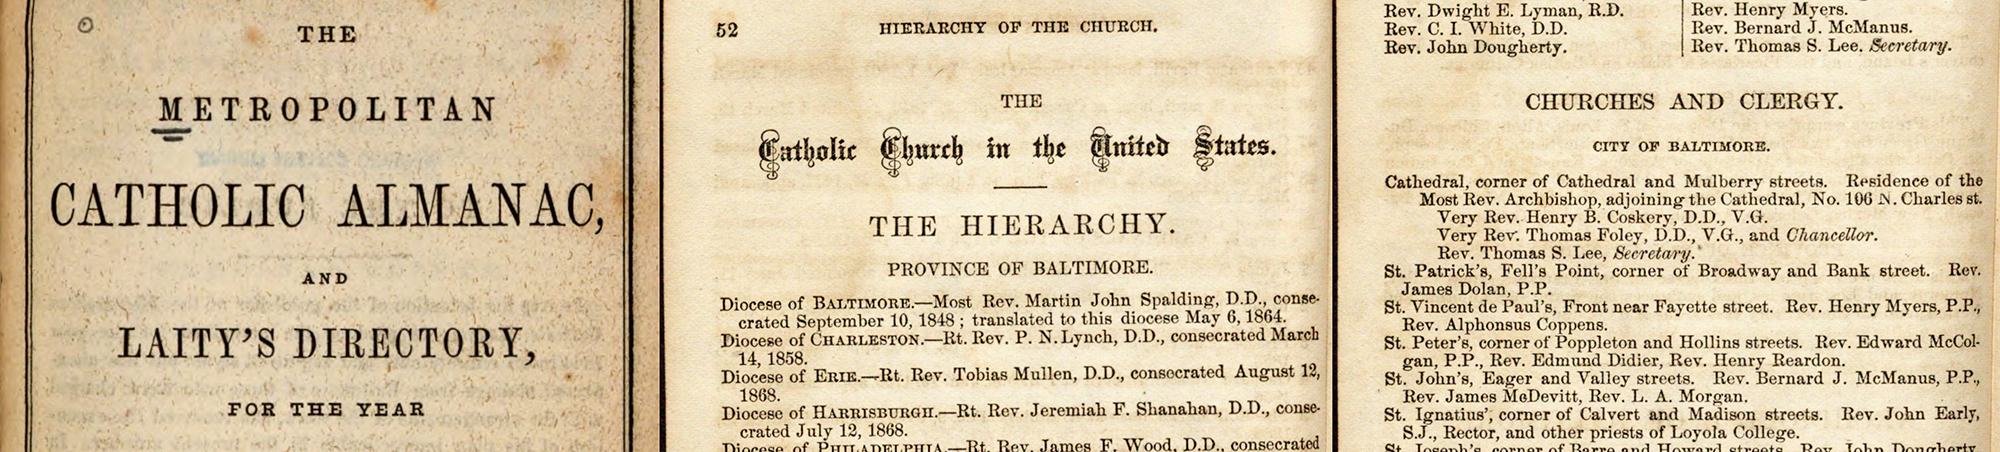 THE
METROPOLITAN
CATHOLIC ALMANAC,
AND
LAITY'S DIRECTORY,
FOR THE YEAR
52
HIERARCHY OF THE CHURCH.
THE
Catholic Church in the United States.
THE HIERARCHY.
PROVINCE OF BALTIMORE.
Diocese of BALTIMORE.—Most Rev. Martin John Spalding, D.D., conse-
crated September 10, 1848 ; translated to this diocese May 6, 1864.
Diocese of CHARLESTON.—Rt. Rev. P. N. Lynch, D.D., consecrated March
14, 1858.
Diocese of ERIE.—Rt. Rev. Tobias Mullen, D.D., consecrated August 12,
1868.
Diocese of HARRISBURGH.—Rt. Rev. Jeremiah F. Shanahan, D.D., conse-
crated July 12, 1868.
Diocese of PHILADELPHIA.—Rt. Rev. James F. Wood, D.D., consecrated
Rev. Dwight E. Lyman, R.D.
Rev. C. I. White, D.D.
Rev. John Dougherty.
Rev. Henry Myers.
Rev. Bernard J. McManus.
Rev. Thomas S. Lee. Secretary.
CHURCHES AND CLERGY.
CITY OF BALTIMORE.
Cathedral, corner of Cathedral and Mulberry streets. Residence of the
Most Rev. Archbishop, adjoining the Cathedral, No. 106 N. Charles st.
Very Rev. Henry B. Coskery, D.D., V.G.
Very Rev. Thomas Foley, D.D., V.G., and Chancellor.
Rev. Thomas S. Lee, Secretary.
St. Patrick's, Fell's Point, corner of Broadway and Bank street. Rev.
James Dolan, P.P.
St. Vincent de Paul's, Front near Fayette street. Rev. Henry Myers, P.P.,
Rev. Alphonsus Coppens.
St. Peter's, corner of Poppleton and Hollins streets. Rev. Edward McCol-
gan, P.P., Rev. Edmund Didier, Rev. Henry Reardon.
St. John's, Eager and Valley streets. Rev. Bernard J. McManus, P.P.,
Rev. James McDevitt, Rev. L. A. Morgan.
St. Ignatius', corner of Calvert and Madison streets. Rev. John Early,
S.J., Rector, and other priests of Loyola College.
St. Joseph's, corner of Barre and Howard streets. Rev. John Dougherty,